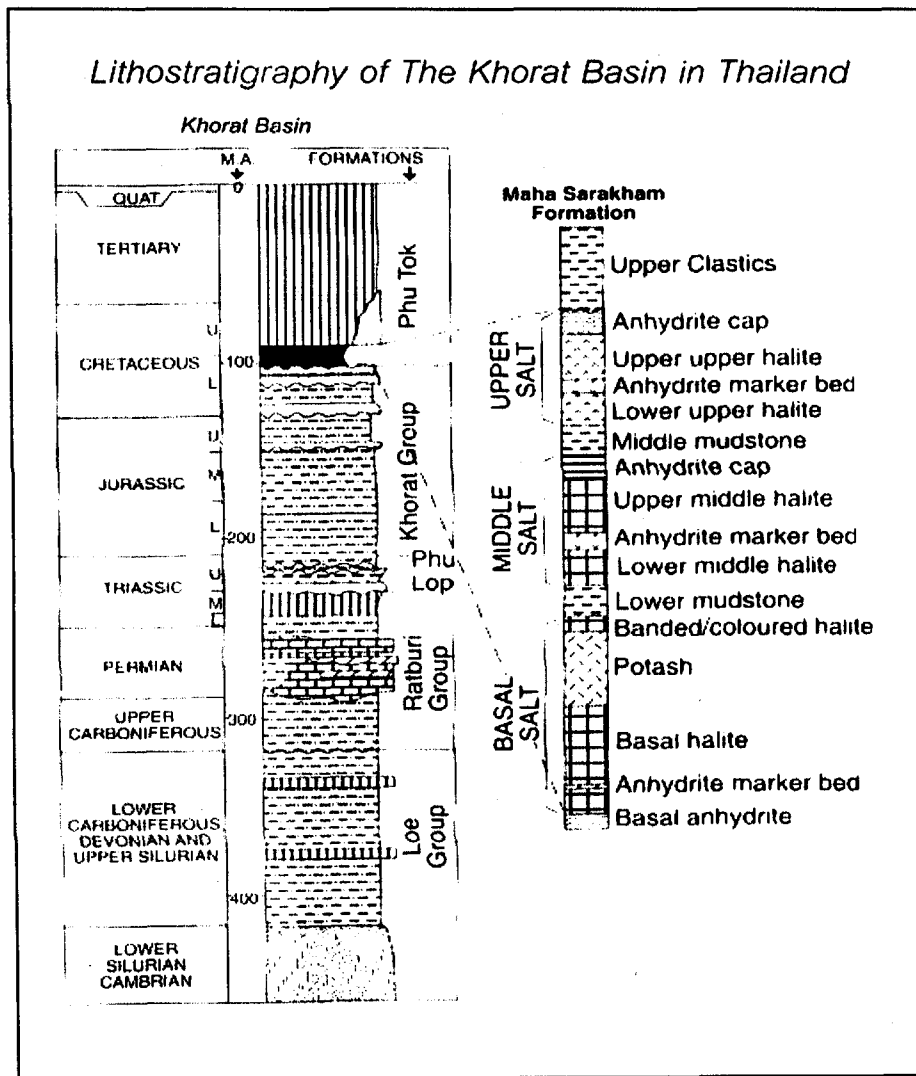 Lithostratigraphy of The Khorat Basin in Thailand
Khorat Basin
M.A.
FORMATIONS
0
QUAT
TERTIARY
U
CRETACEOUS
100
L
U
JURASSIC
M
L
200
U
TRIASSIC
M
PERMIAN
UPPER
CARBONIFEROUS
300
LOWER
CARBONIFEROUS,
DEVONIAN AND
UPPER SILURIAN
400
LOWER
SILURIAN
CAMBRIAN
Phu Tok
Khorat Group
Phu
Lop
Ratburi
Group
Loe
Group
Maha Sarakham
Formation
Upper Clastics
UPPER
SALT
Anhydrite cap
Upper upper halite
Anhydrite marker bed
Lower upper halite
Middle mudstone
MIDDLE
SALT
Anhydrite cap
Upper middle halite
Anhydrite marker bed
Lower middle halite
Lower mudstone
BASAL
SALT
Banded/coloured halite
Potash
Basal halite
Anhydrite marker bed
Basal anhydrite